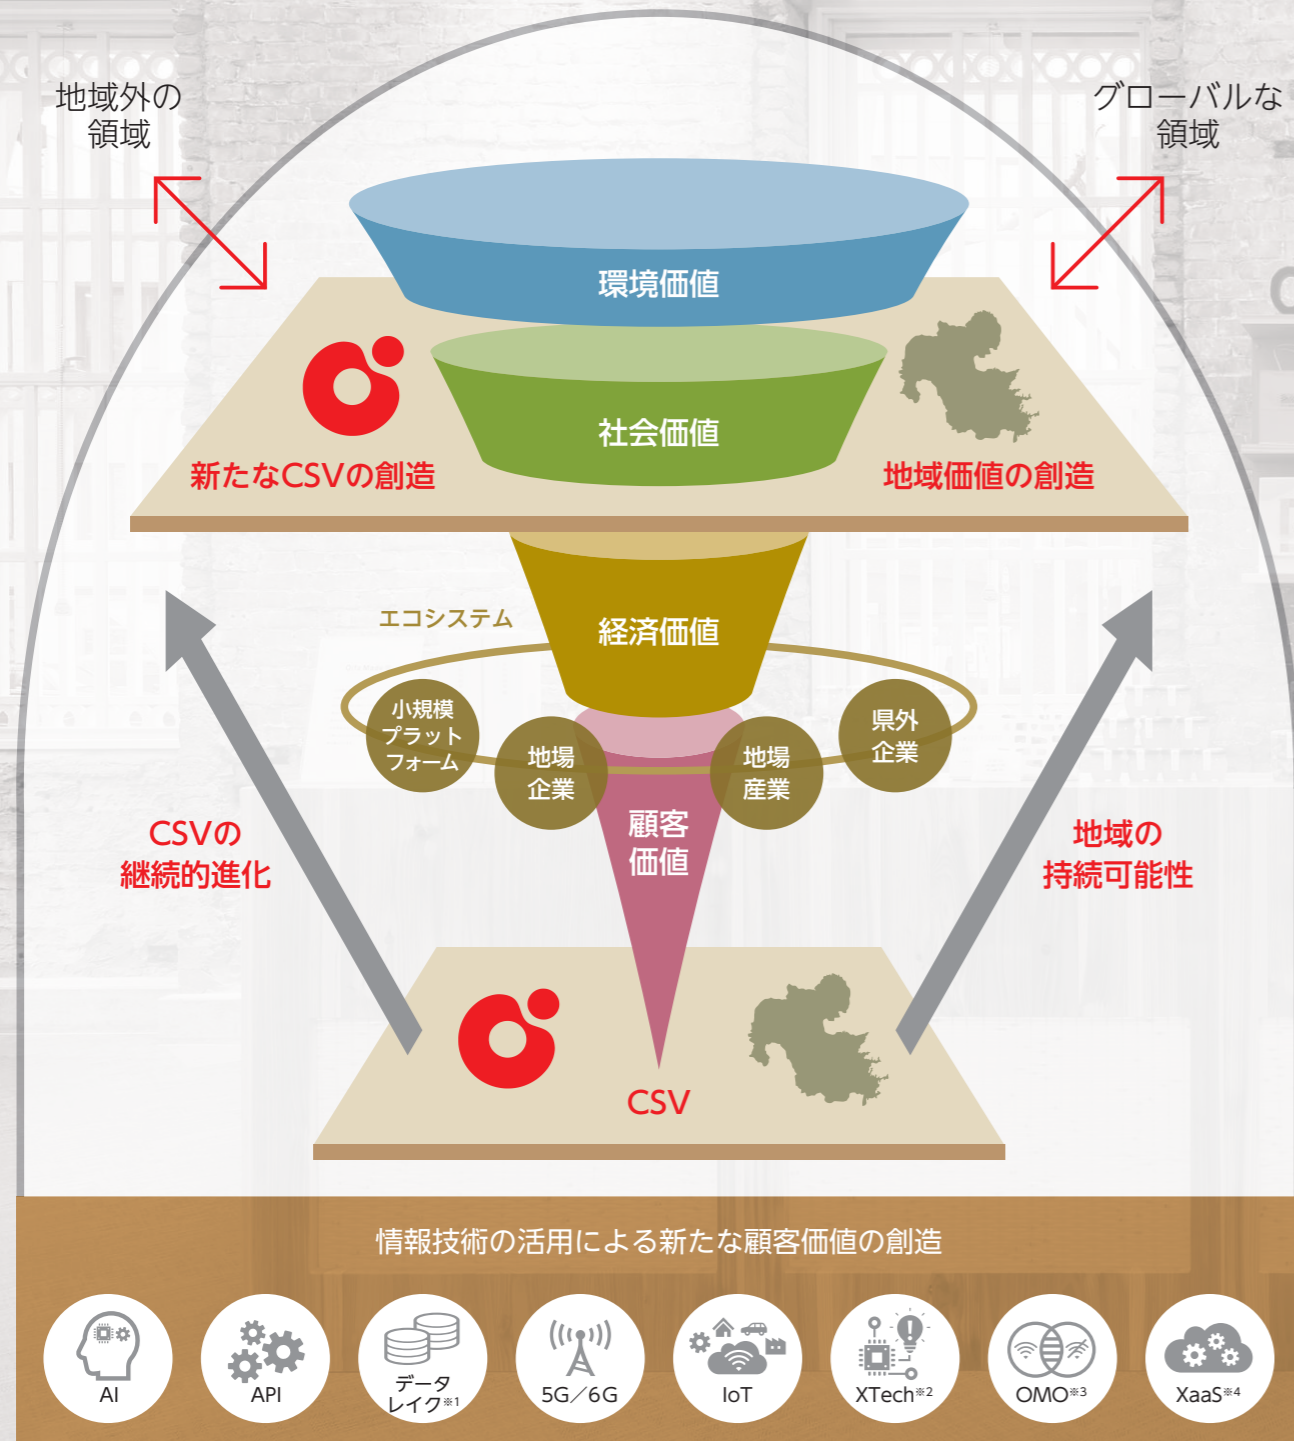 地域外の
領域
グローバルな
領域
環境価値
社会価値
新たなCSVの創造
地域価値の創造
エコシステム
経済価値
小規模
プラット
フォーム
地場
企業
地場
産業
県外
企業
顧客
価値
CSVの
継続的進化
地域の
持続可能性
CSV
情報技術の活用による新たな顧客価値の創造
AI
API
データ
レイク※1
5G／6G
IoT
XTech※2
OMO※3
XaaS※4